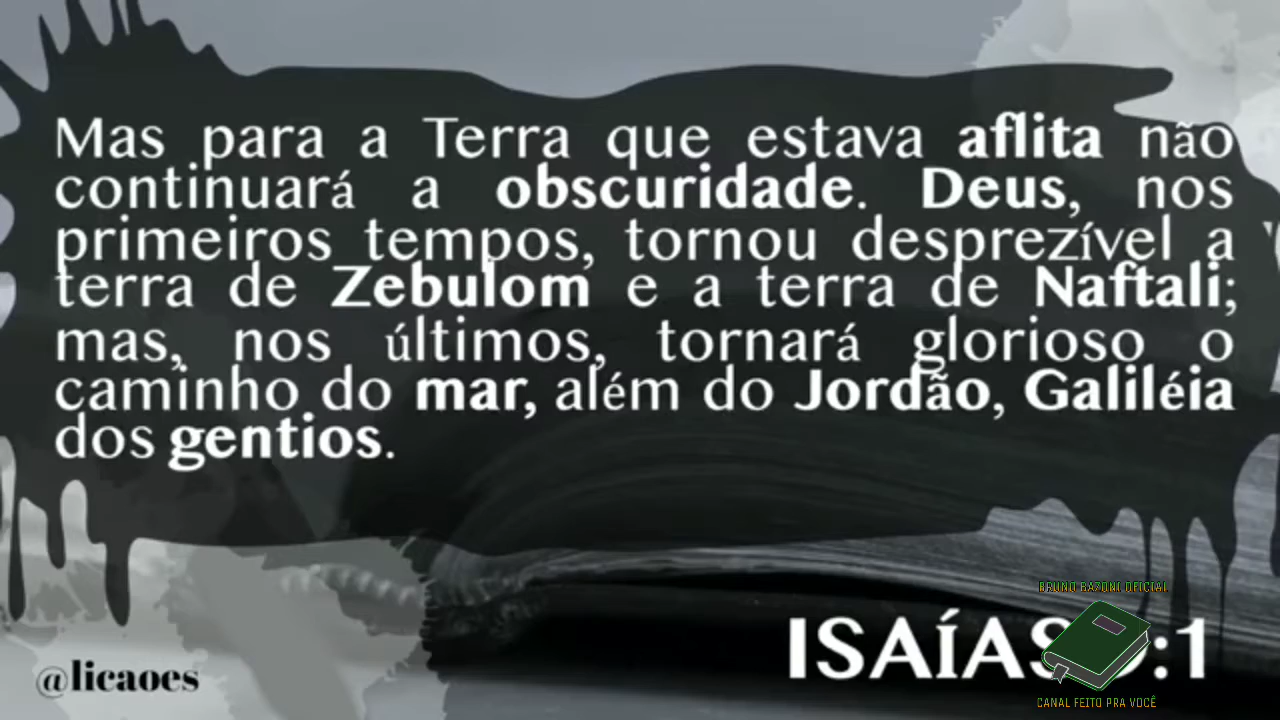 Mas para a Terra que estava aflita não
continuará a obscuridade. Deus, nos
primeiros tempos, tornou desprezível a
terra de Zebulom e a terra de Naftali;
mas, nos últimos, tornará glorioso o
caminho do mar, além do Jordão, Galiléia
dos gentios.
BRUNO RAZONI OFICIAL
ISAÍAS 9:1
@licaoes
CANAL FEITO PRA VOCÊ